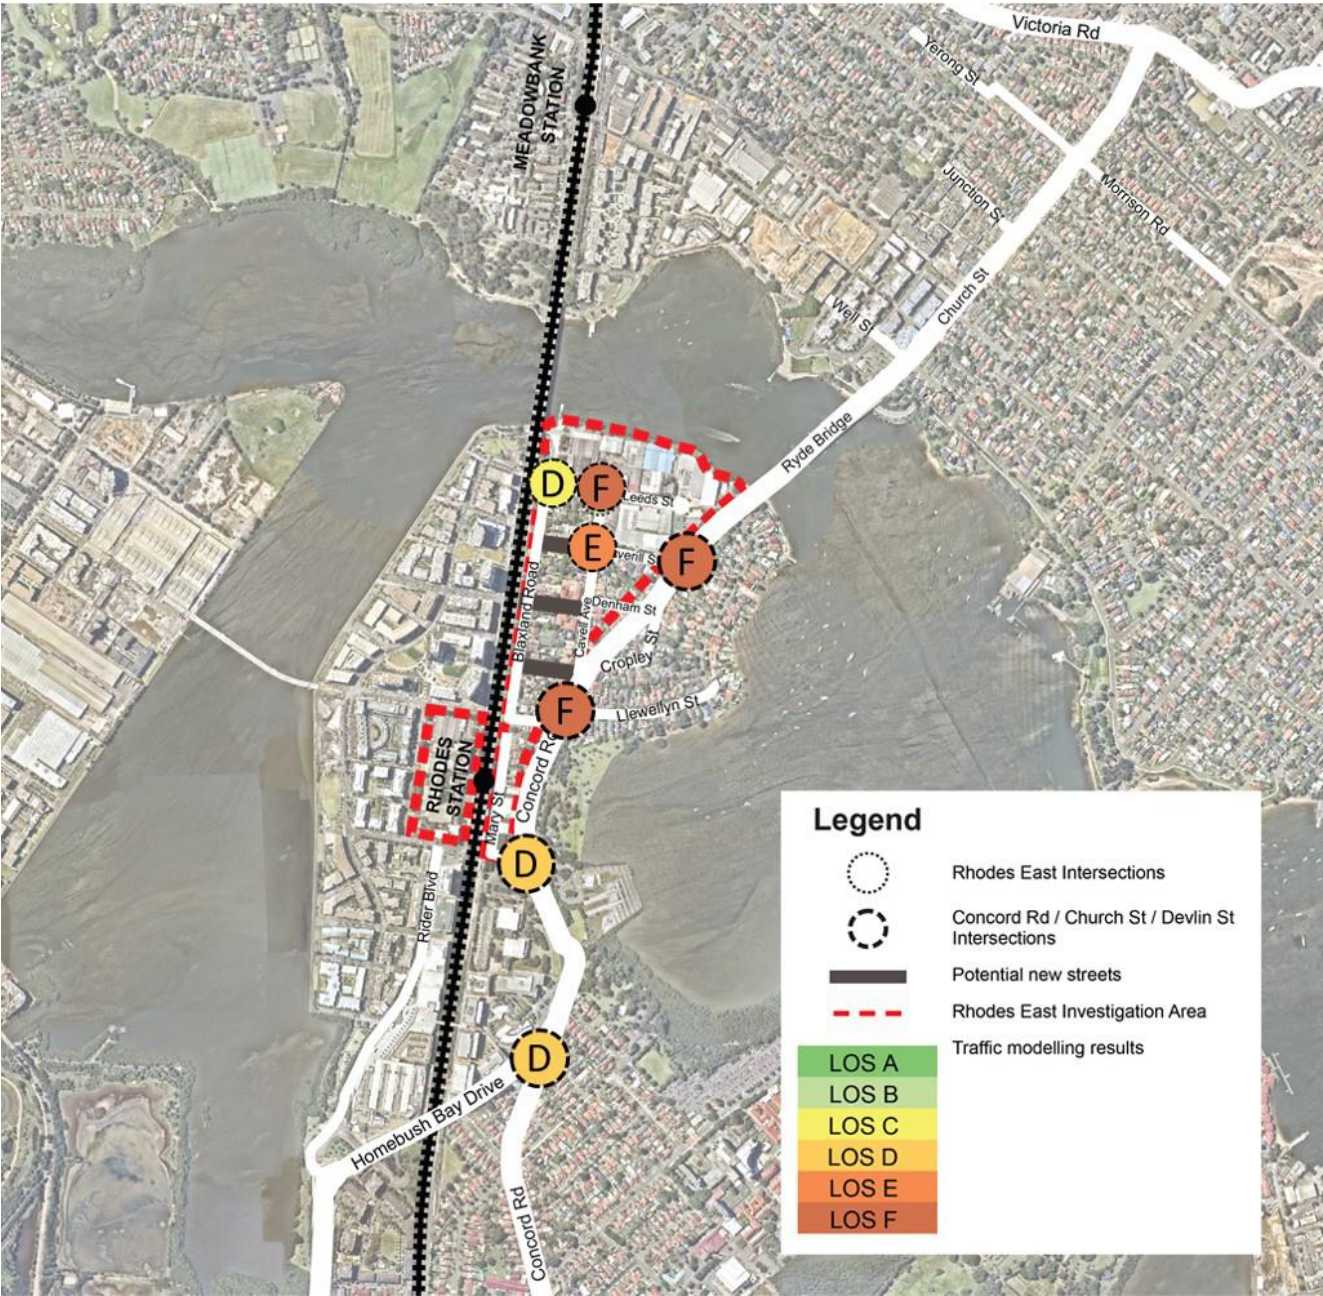 Victoria Rd
Yerong St
MEADOWBANK
STATION
Junction St
Morrison Rd
Church St
Well St
Ryde Bridge
D
F
Leeds St
E
verill S
F
Blaxland Road
Denham St
Cavell Ave
Cropley St
F
Llewellyn St
RHODES
STATION
Concord Ro
Mary St
D
Rider Blvd
D
Homebush Bay Drive
Concord Rd
Legend
Rhodes East Intersections
Concord Rd / Church St / Devlin St
Intersections
Potential new streets
Rhodes East Investigation Area
Traffic modelling results
LOS A
LOS B
LOS C
LOS D
LOS E
LOS F